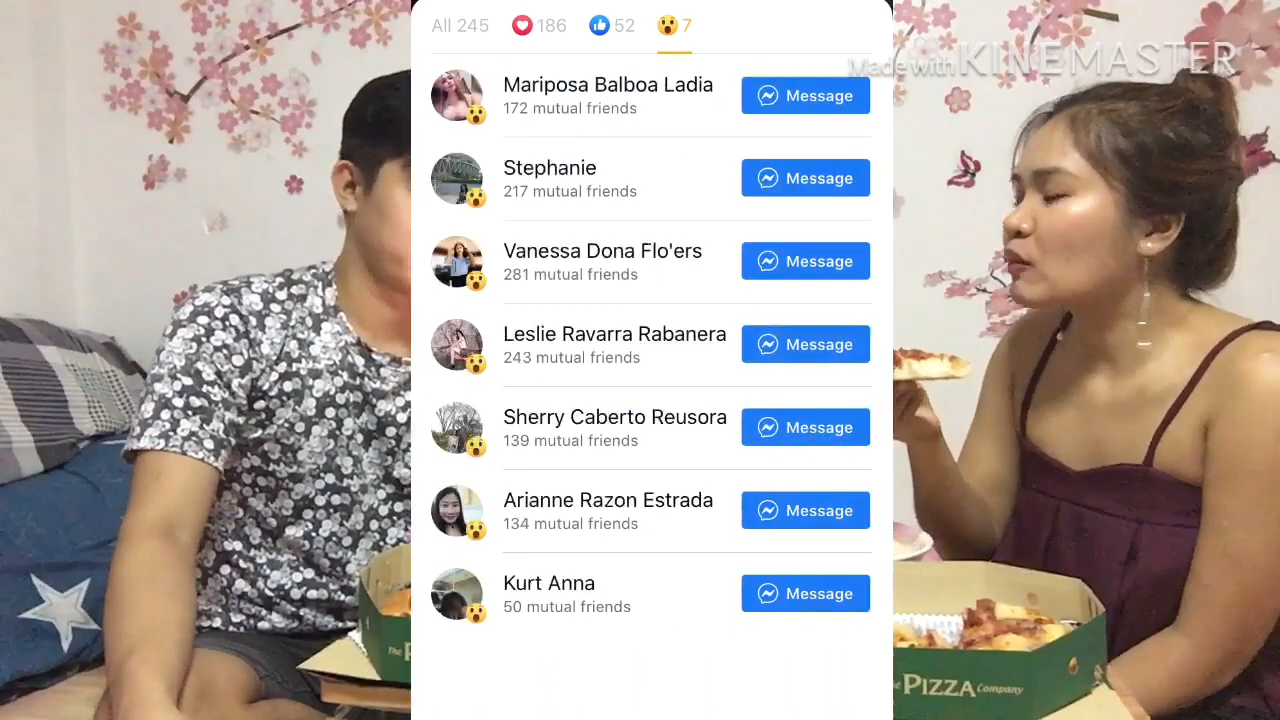 All 245 186 52 7
Made with KINEMASTER
Mariposa Balboa Ladia
172 mutual friends
Message
Stephanie
217 mutual friends
Message
Vanessa Dona Flo'ers
281 mutual friends
Message
Leslie Ravarra Rabanera
243 mutual friends
Message
Sherry Caberto Reusora
139 mutual friends
Message
Arianne Razon Estrada
134 mutual friends
Message
Kurt Anna
50 mutual friends
Message
The P
The PIZZA Company